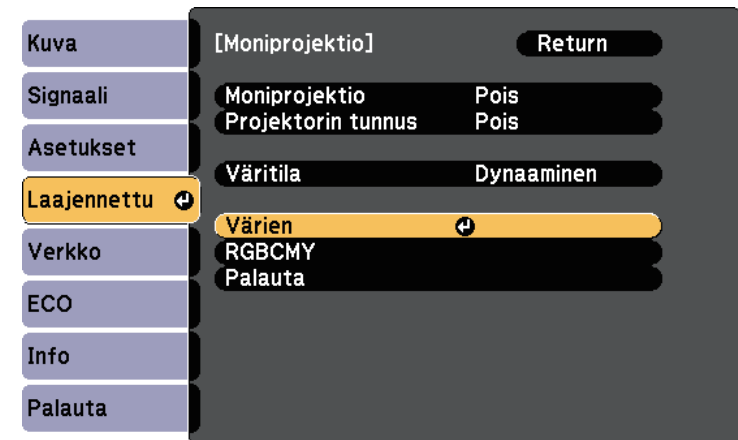 Kuva
Signaali
Asetukset
Laajennettu
Verkko
ECO
Info
Palauta
[Moniprojektio] Return
Moniprojektio Pois
Projektorin tunnus Pois
Väritila Dynaaminen
Värien
RGBCMY
Palauta